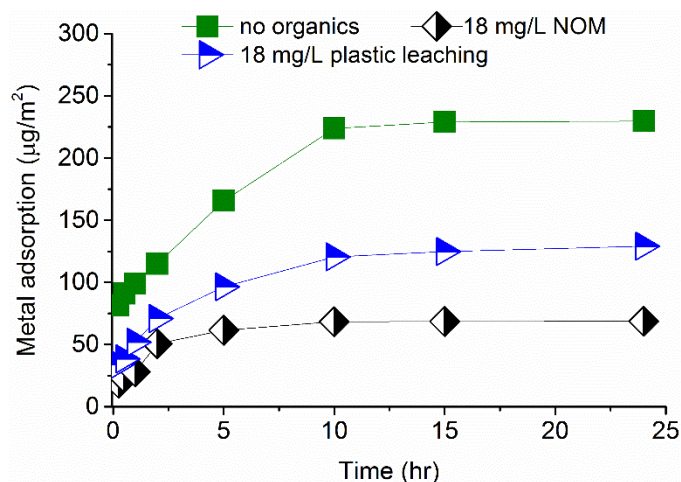 no organics
18 mg/L NOM
18 mg/L plastic leaching
300
250
200
150
100
50
0
Metal adsorption (μg/m²)
0
5
10
15
20
25
Time (hr)